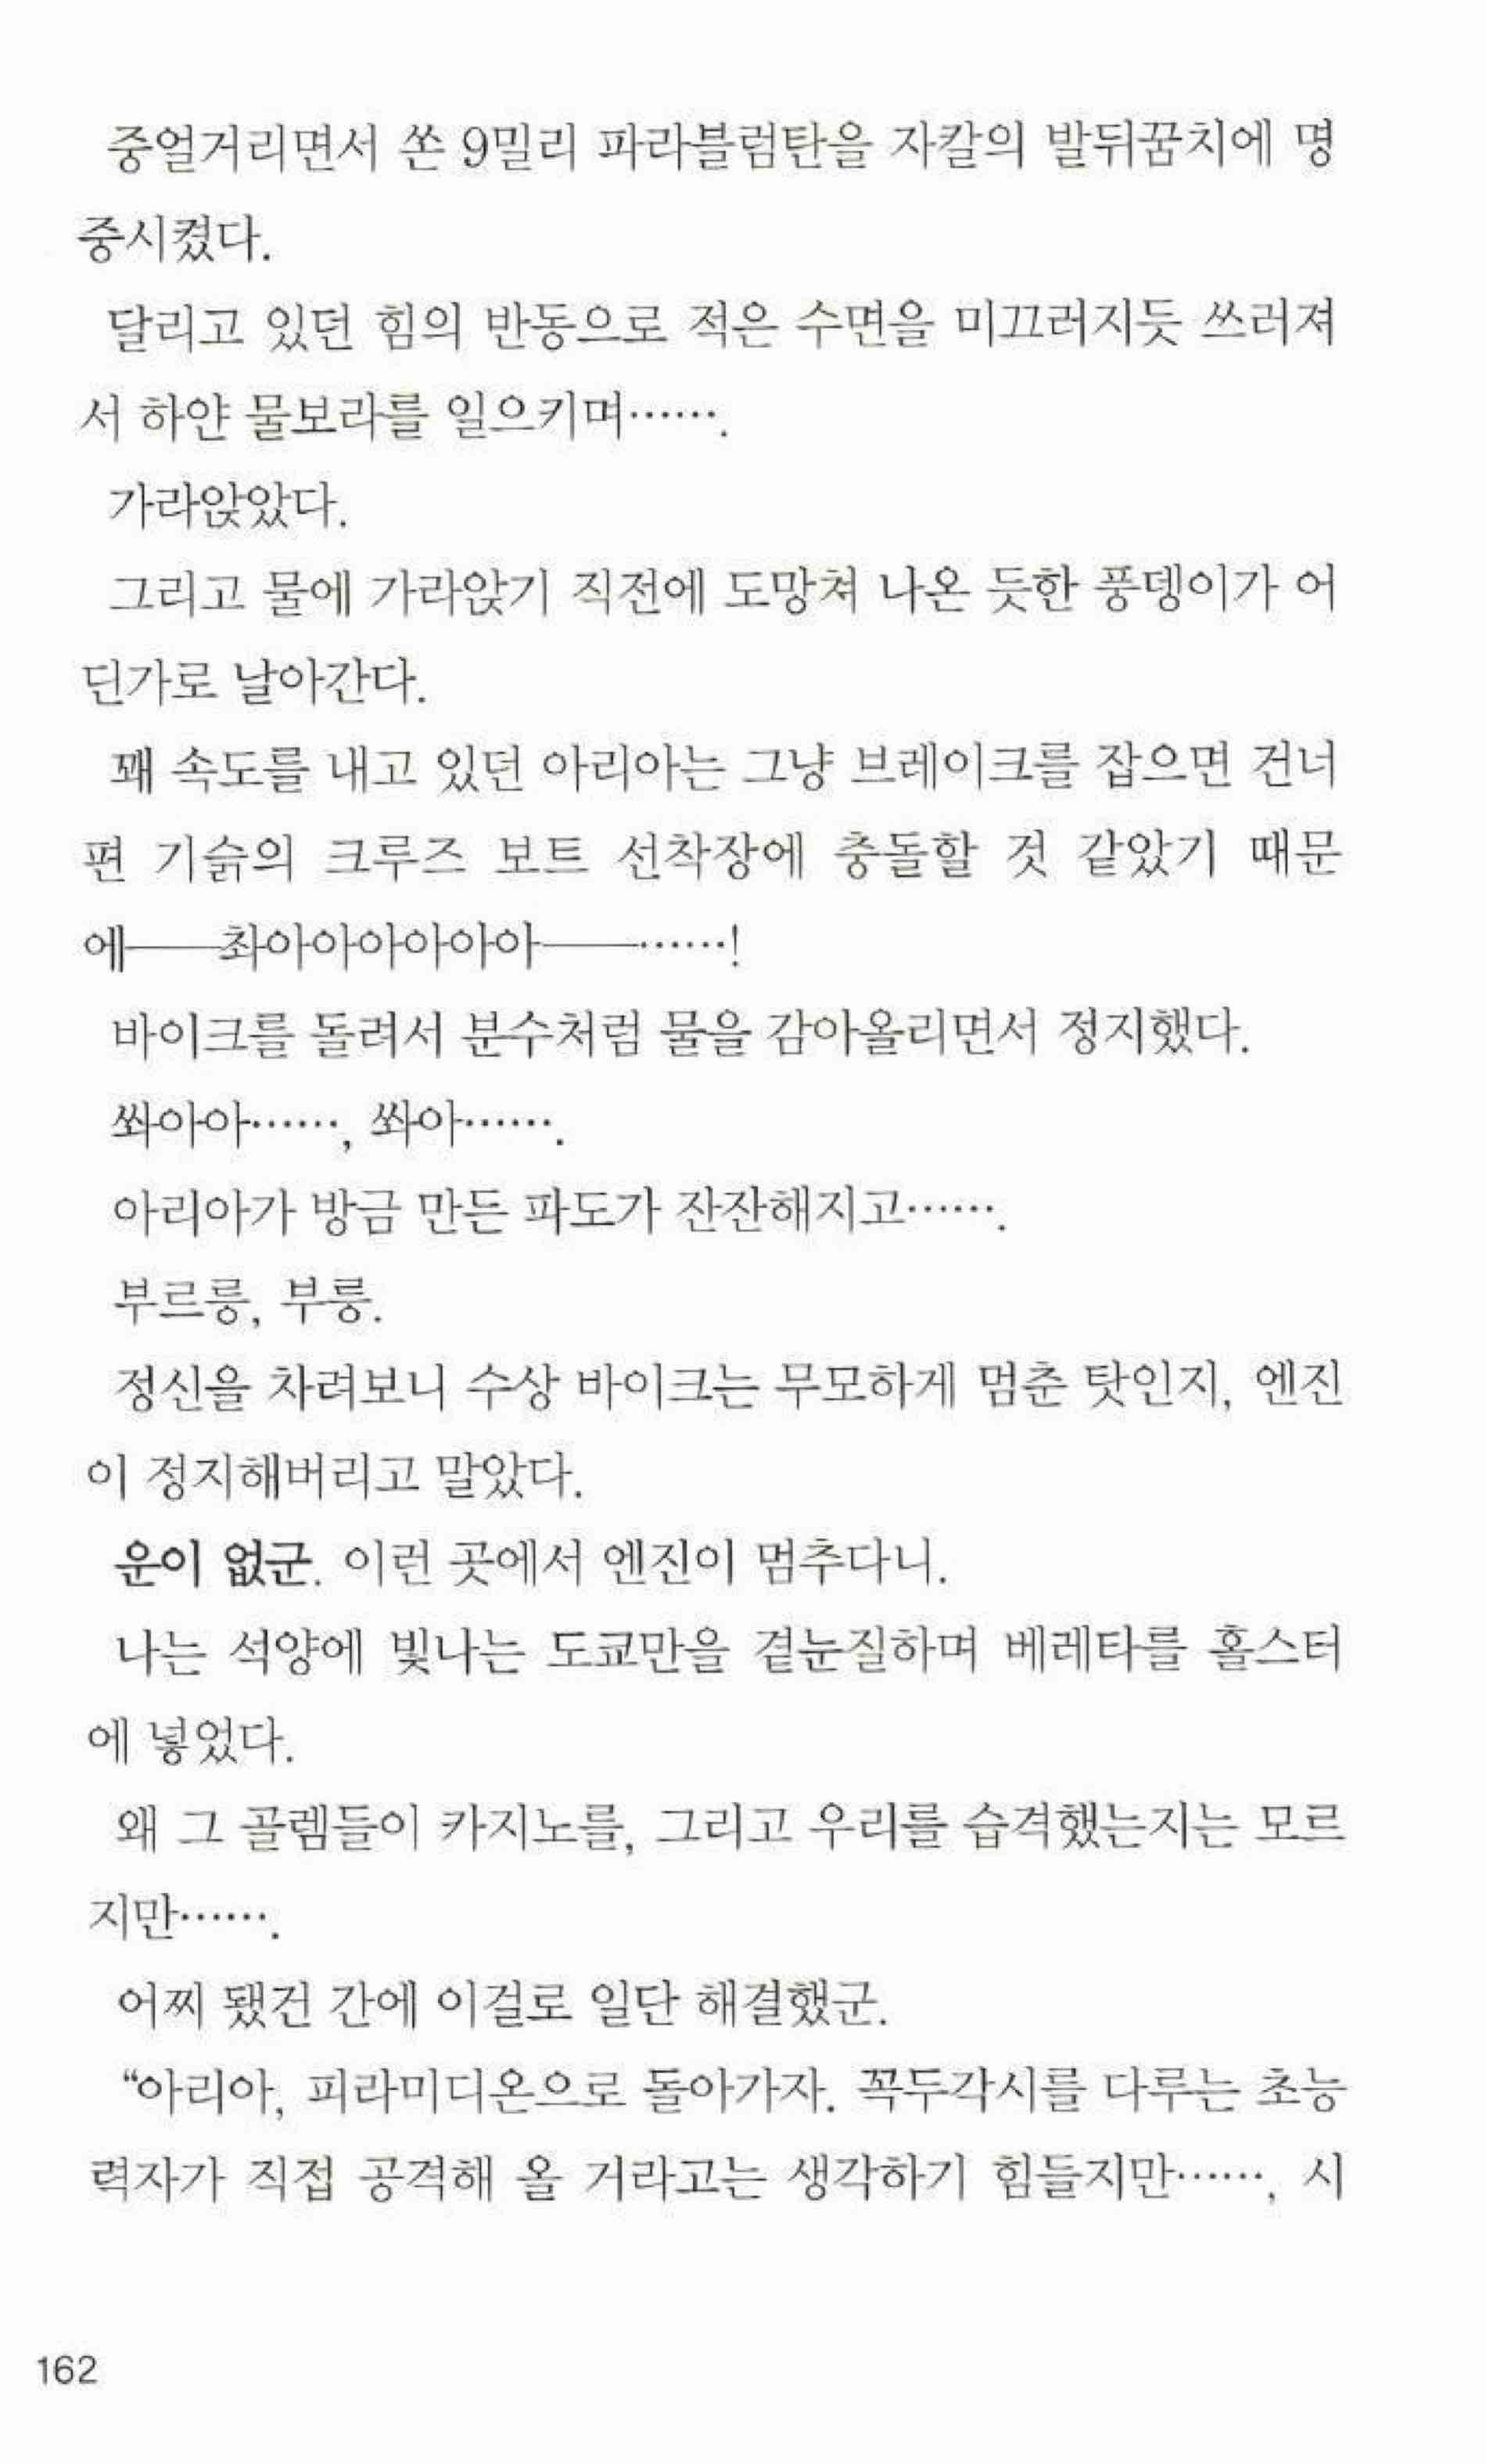 중얼거리면서 쏜 9밀리 파라블럼탄을 자칼의 발뒤꿈치에 명
중시켰다.
달리고 있던 힘의 반동으로 적은 수면을 미끄러지듯 쓰러져
서 하얀 물보라를 일으키며…….
가라앉았다.
그리고 물에 가라앉기 직전에 도망쳐 나온 듯한 풍뎅이가 어
딘가로 날아간다.
꽤 속도를 내고 있던 아리아는 그냥 브레이크를 잡으면 건너
편 기슭의 크루즈 보트 선착장에 충돌할 것 같았기 때문
에――촤아아아아아아――……!
바이크를 돌려서 분수처럼 물을 감아올리면서 정지했다.
쏴아아……, 쏴아…….
아리아가 방금 만든 파도가 잔잔해지고…….
부르릉, 부릉.
정신을 차려보니 수상 바이크는 무모하게 멈춘 탓인지, 엔진
이 정지해버리고 말았다.
운이 없군. 이런 곳에서 엔진이 멈추다니.
나는 석양에 빛나는 도쿄만을 곁눈질하며 베레타를 홀스터
에 넣었다.
왜 그 골렘들이 카지노를, 그리고 우리를 습격했는지는 모르
지만…….
어찌 됐건 간에 이걸로 일단 해결했군.
“아리아, 피라미디온으로 돌아가자. 꼭두각시를 다루는 초능
력자가 직접 공격해 올 거라고는 생각하기 힘들지만……, 시
162